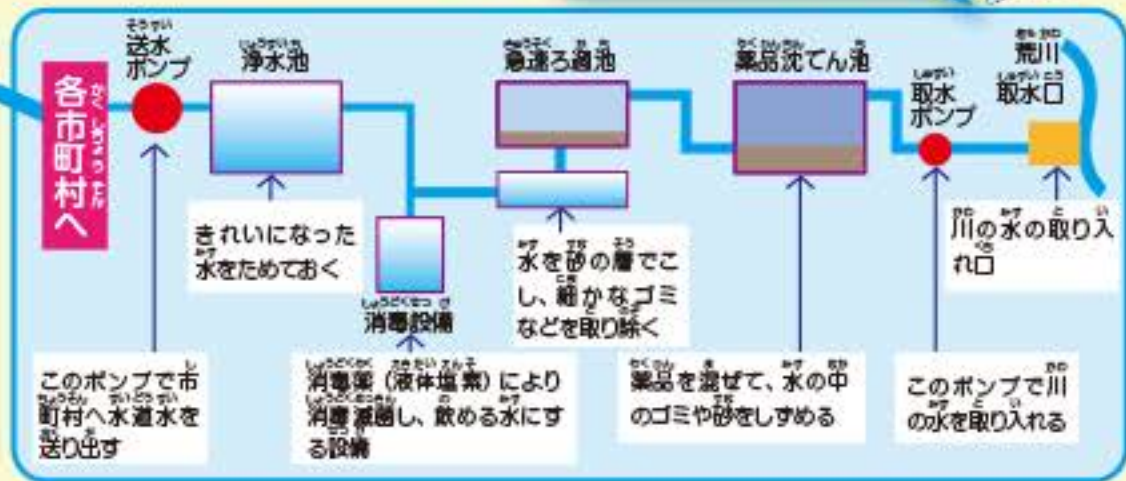 送水
ポンプ
浄水池
急速ろ過池
薬品沈でん池
取水
ポンプ
荒川
取水口
各市町村へ
きれいになった
水をためておく
水を砂の層でこ
し、細かなゴミ
などを取り除く
川の水の取り入
れ口
消毒設備
このポンプで市
町村へ水道水を
送り出す
消毒薬（液体塩素）により
消毒滅菌し、飲める水にす
る設備
薬品を混ぜて、水の中
のゴミや砂をしずめる
このポンプで川
の水を取り入れる